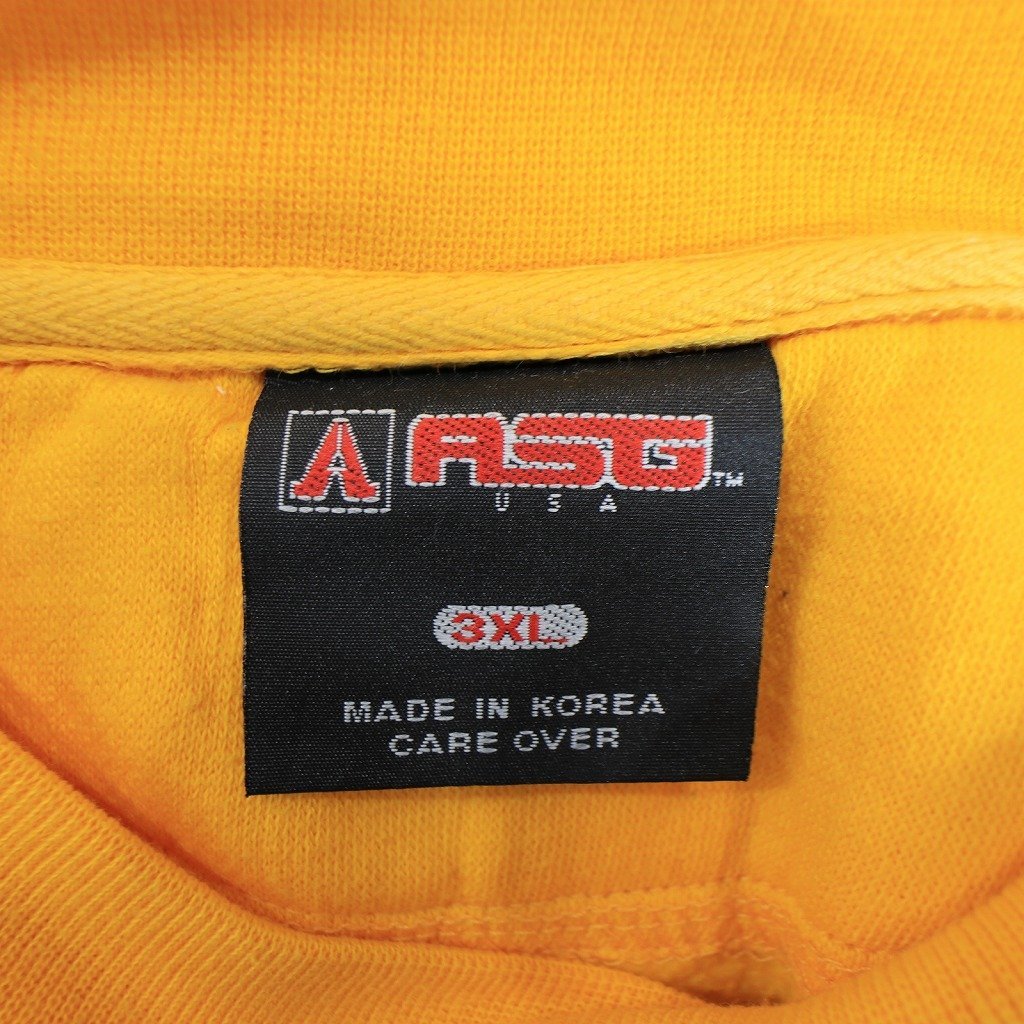 A ASG™
USA
3XL
MADE IN KOREA
CARE OVER